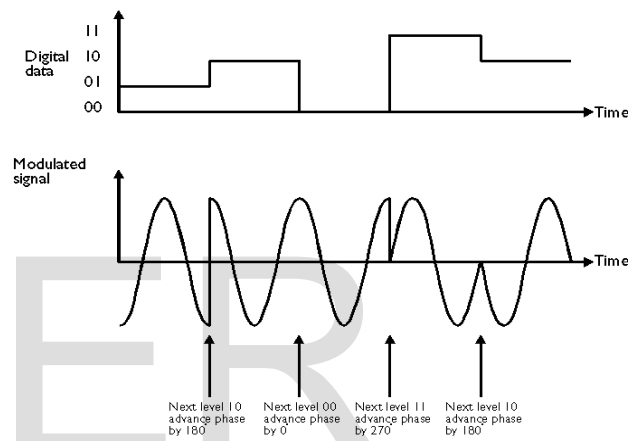 11
Digital data
10
01
00
Time
Modulated signal
Time
Next level 10
advance phase
by 180
Next level 00
advance phase
by 0
Next level 11
advance phase
by 270
Next level 10
advance phase
by 180
ER